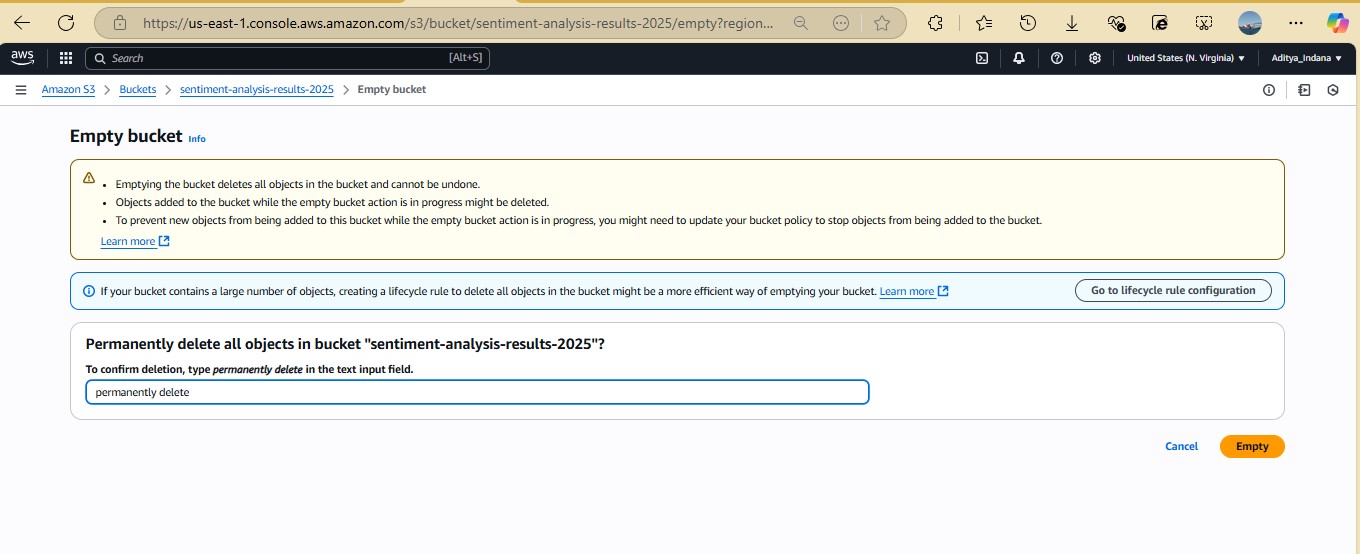 https://us-east-1.console.aws.amazon.com/s3/bucket/sentiment-analysis-results-2025/empty?region...
aws
Search
[Alt+S]
United States (N. Virginia)
Aditya_Indana
Amazon S3 > Buckets > sentiment-analysis-results-2025 > Empty bucket
Empty bucket Info
• Emptying the bucket deletes all objects in the bucket and cannot be undone.
• Objects added to the bucket while the empty bucket action is in progress might be deleted.
• To prevent new objects from being added to this bucket while the empty bucket action is in progress, you might need to update your bucket policy to stop objects from being added to the bucket.
Learn more
If your bucket contains a large number of objects, creating a lifecycle rule to delete all objects in the bucket might be a more efficient way of emptying your bucket. Learn more
Go to lifecycle rule configuration
Permanently delete all objects in bucket "sentiment-analysis-results-2025"?
To confirm deletion, type permanently delete in the text input field.
permanently delete
Cancel
Empty